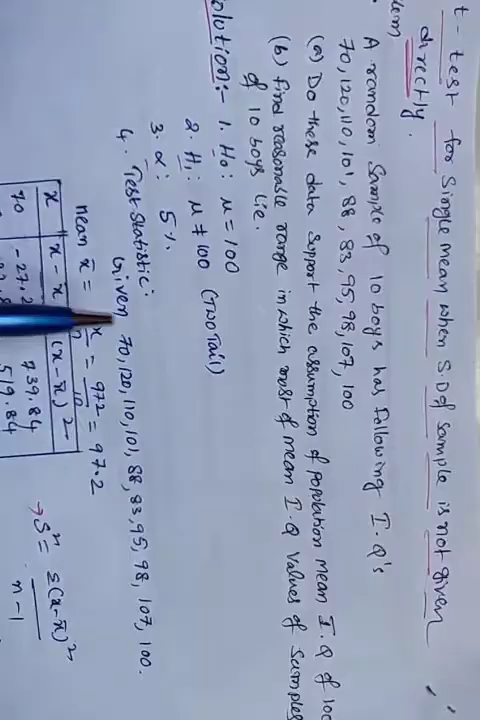 t - test for Single mean when SD of sample is not given
directly.
A random Sample of 10 boys has following I.Q's
70, 120, 110, 101, 88, 83, 95, 98, 107, 100
(a) Do these data support the assumption of population mean I.Q of 100
(b) find reasonable range in which most of mean I.Q values of Samples
of 10 boys lie.
olution:- 1. H0: μ = 100
2. H1: μ ≠ 100 (Two Tail)
3. α: 5%
4. Test Statistic:
Given 70, 120, 110, 101, 88, 83, 95, 98, 107, 100.
mean x̄ = = 972/10 = 97.2
x x - x̄ (x - x̄)2
70 -27.2 739.84
519.84
→ S2 = Σ(x-x̄)2 / n-1